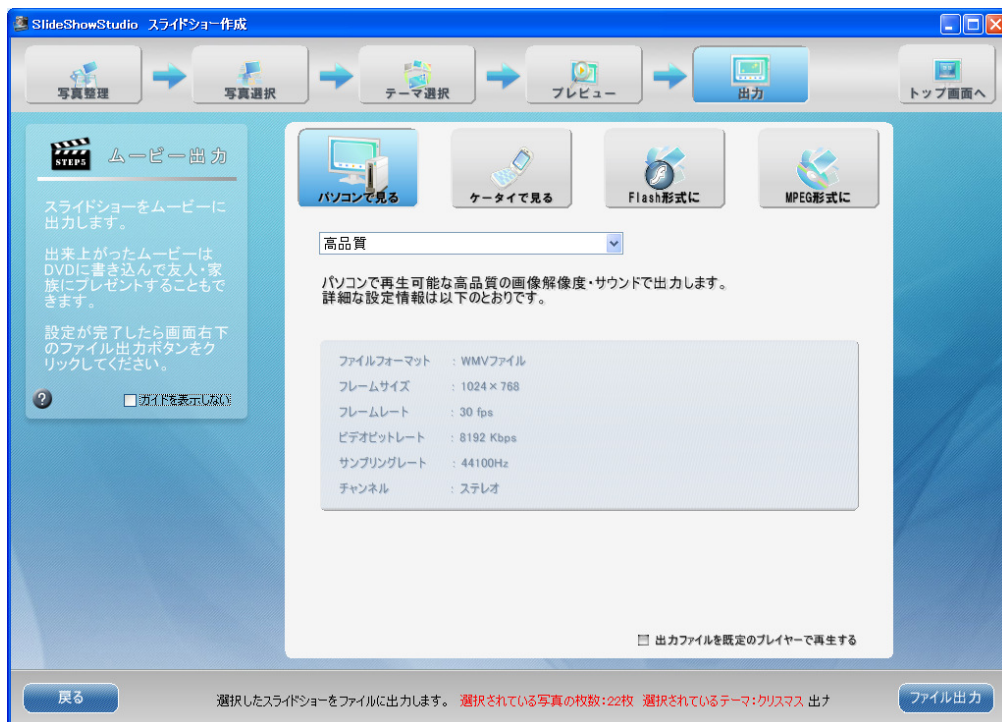 SlideShowStudio スライドショー作成
写真整理
写真選択
テーマ選択
プレビュー
出力
トップ画面へ
STEP5
ムービー出力
スライドショーをムービーに
出力します。
出来上がったムービーは
DVDに書き込んで友人・家
族にプレゼントすることもで
きます。
設定が完了したら画面右下
のファイル出力ボタンをク
リックしてください。
?
ガイドを表示しない
パソコンで見る
ケータイで見る
Flash形式に
MPEG形式に
高品質
パソコンで再生可能な高品質の画像解像度・サウンドで出力します。
詳細な設定情報は以下のとおりです。
ファイルフォーマット : WMVファイル
フレームサイズ : 1024×768
フレームレート : 30 fps
ビデオビットレート : 8192 Kbps
サンプリングレート : 44100Hz
チャンネル : ステレオ
出力ファイルを既定のプレイヤーで再生する
戻る
選択したスライドショーをファイルに出力します。 選択されている写真の枚数:22枚 選択されているテーマ:クリスマス 出ナ
ファイル出力